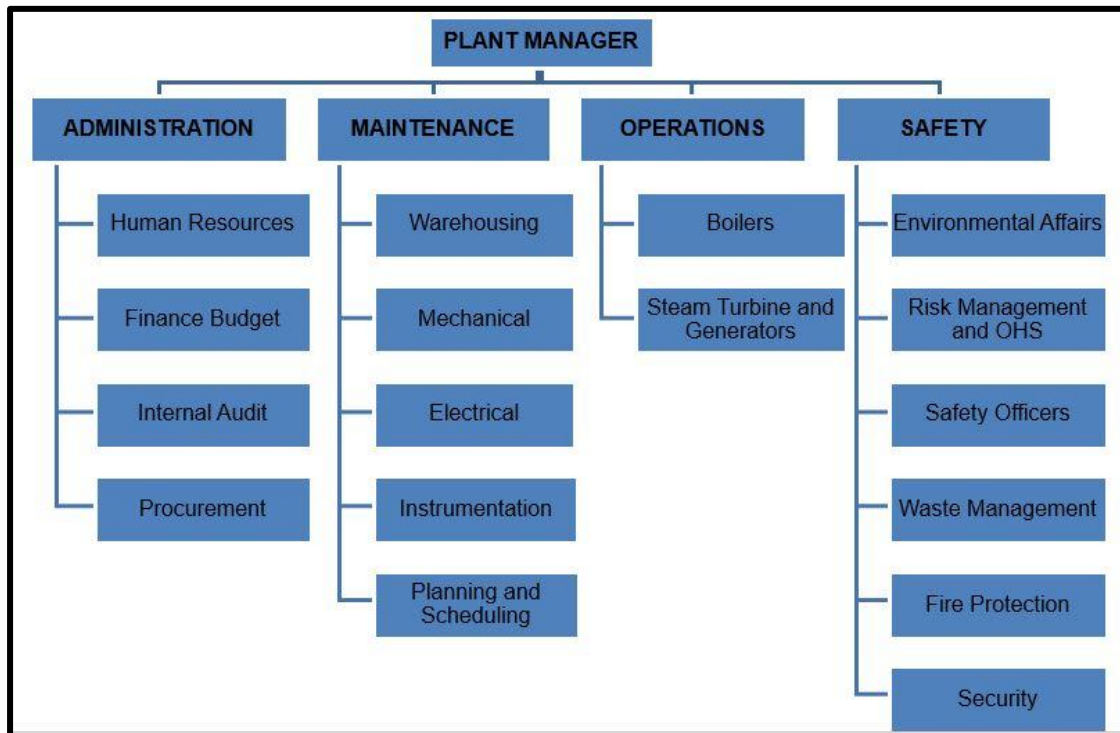 PLANT MANAGER
ADMINISTRATION
Human Resources
Finance Budget
Internal Audit
Procurement
MAINTENANCE
Warehousing
Mechanical
Electrical
Instrumentation
Planning and
Scheduling
OPERATIONS
Boilers
Steam Turbine and
Generators
SAFETY
Environmental Affairs
Risk Management
and OHS
Safety Officers
Waste Management
Fire Protection
Security